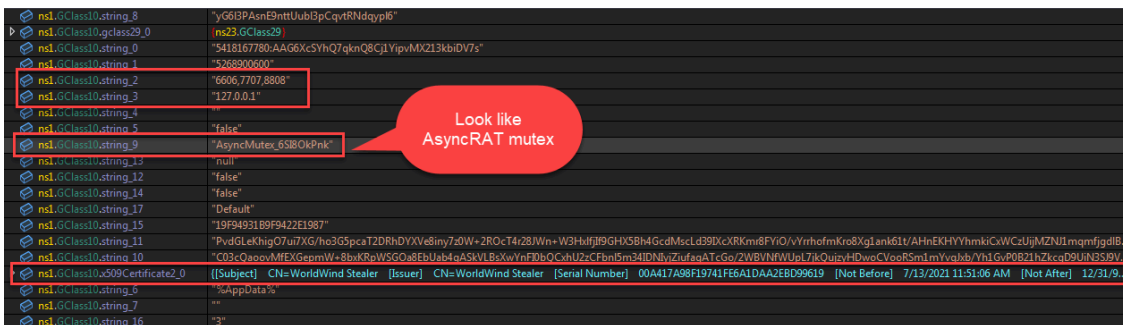 ns1.GClass10.string_8 "yG6I3PAsnE9nttUubI3pCqvtRNdqypI6"
ns1.GClass10.gclass29_0 {ns23.GClass29}
ns1.GClass10.string_0 "5418167780:AAG6XcSYhQ7qknQ8Cj1YipvMX213kbiDV7s"
ns1.GClass10.string_1 "5268900600"
ns1.GClass10.string_2 "6606,7707,8808"
ns1.GClass10.string_3 "127.0.0.1"
ns1.GClass10.string_4 ""
ns1.GClass10.string_5 "false"
ns1.GClass10.string_9 "AsyncMutex_6SI8OkPnk"
ns1.GClass10.string_13 "null"
ns1.GClass10.string_12 "false"
ns1.GClass10.string_14 "false"
ns1.GClass10.string_17 "Default"
ns1.GClass10.string_15 "19F94931B9F9422E1987"
ns1.GClass10.string_11
ns1.GClass10.string_10
ns1.GClass10.x509Certificate2_0 {[Subject] CN=WorldWind Stealer [Issuer] CN=WorldWind Stealer [Serial Number] 00A417A98F19741FE6A1DAA2EBD99619 [Not Before] 7/13/2021 11:51:06 AM [Not After] 12/31/9...
ns1.GClass10.string_6 "%AppData%"
ns1.GClass10.string_7 ""
ns1.GClass10.string_16 "3"
Look like
AsyncRAT mutex